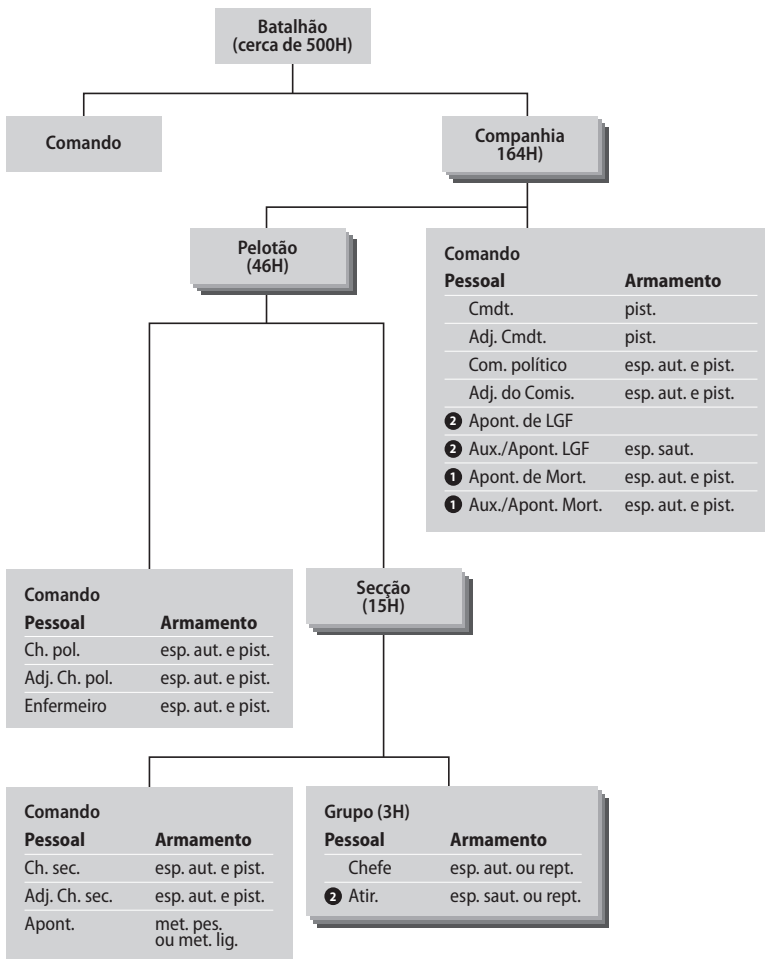 Batalhão
(cerca de 500H)
Comando
Companhia
164H)
Pelotão
(46H)
Comando
Pessoal Armamento
Cmdt. pist.
Adj. Cmdt. pist.
Com. político esp. aut. e pist.
Adj. do Comis. esp. aut. e pist.
2 Apont. de LGF
2 Aux./Apont. LGF esp. saut.
1 Apont. de Mort. esp. aut. e pist.
1 Aux./Apont. Mort. esp. aut. e pist.
Comando
Pessoal Armamento
Ch. pol. esp. aut. e pist.
Adj. Ch. pol. esp. aut. e pist.
Enfermeiro esp. aut. e pist.
Secção
(15H)
Comando
Pessoal Armamento
Ch. sec. esp. aut. e pist.
Adj. Ch. sec. esp. aut. e pist.
Apont. met. pes.
ou met. lig.
Grupo (3H)
Pessoal Armamento
Chefe esp. aut. ou rept.
2 Atir. esp. saut. ou rept.